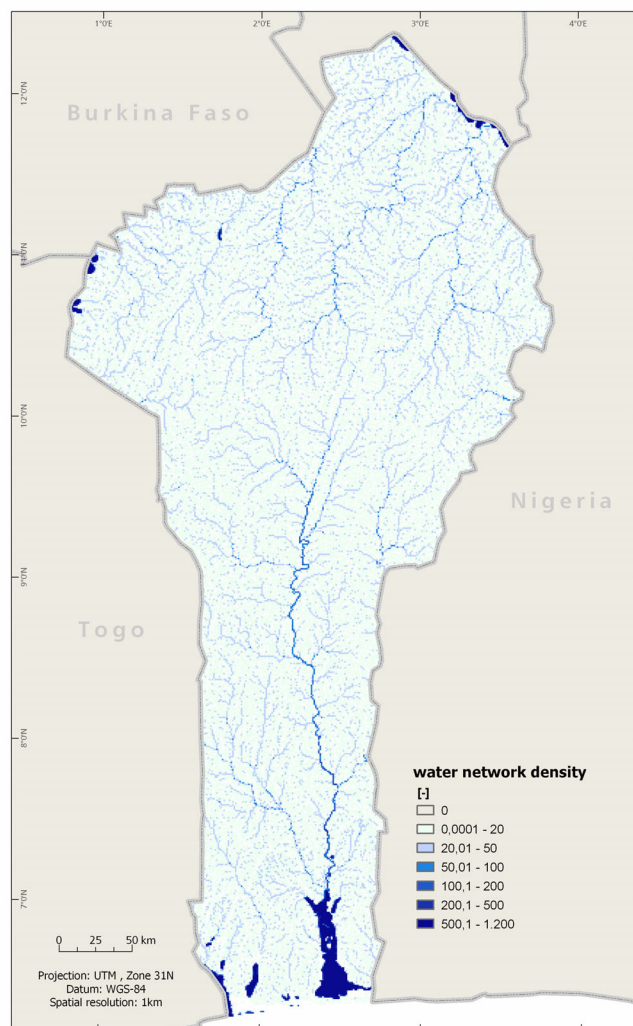 1°0'E 2°0'E 3°0'E 4°0'E
12°0'N
Burkina Faso
11°0'N
10°0'N
Nigeria
9°0'N
Togo
8°0'N
water network density
[-]
0
0,0001 - 20
20,01 - 50
50,01 - 100
100,1 - 200
200,1 - 500
500,1 - 1.200
7°0'N
0 25 50 km
Projection: UTM , Zone 31N
Datum: WGS-84
Spatial resolution: 1km